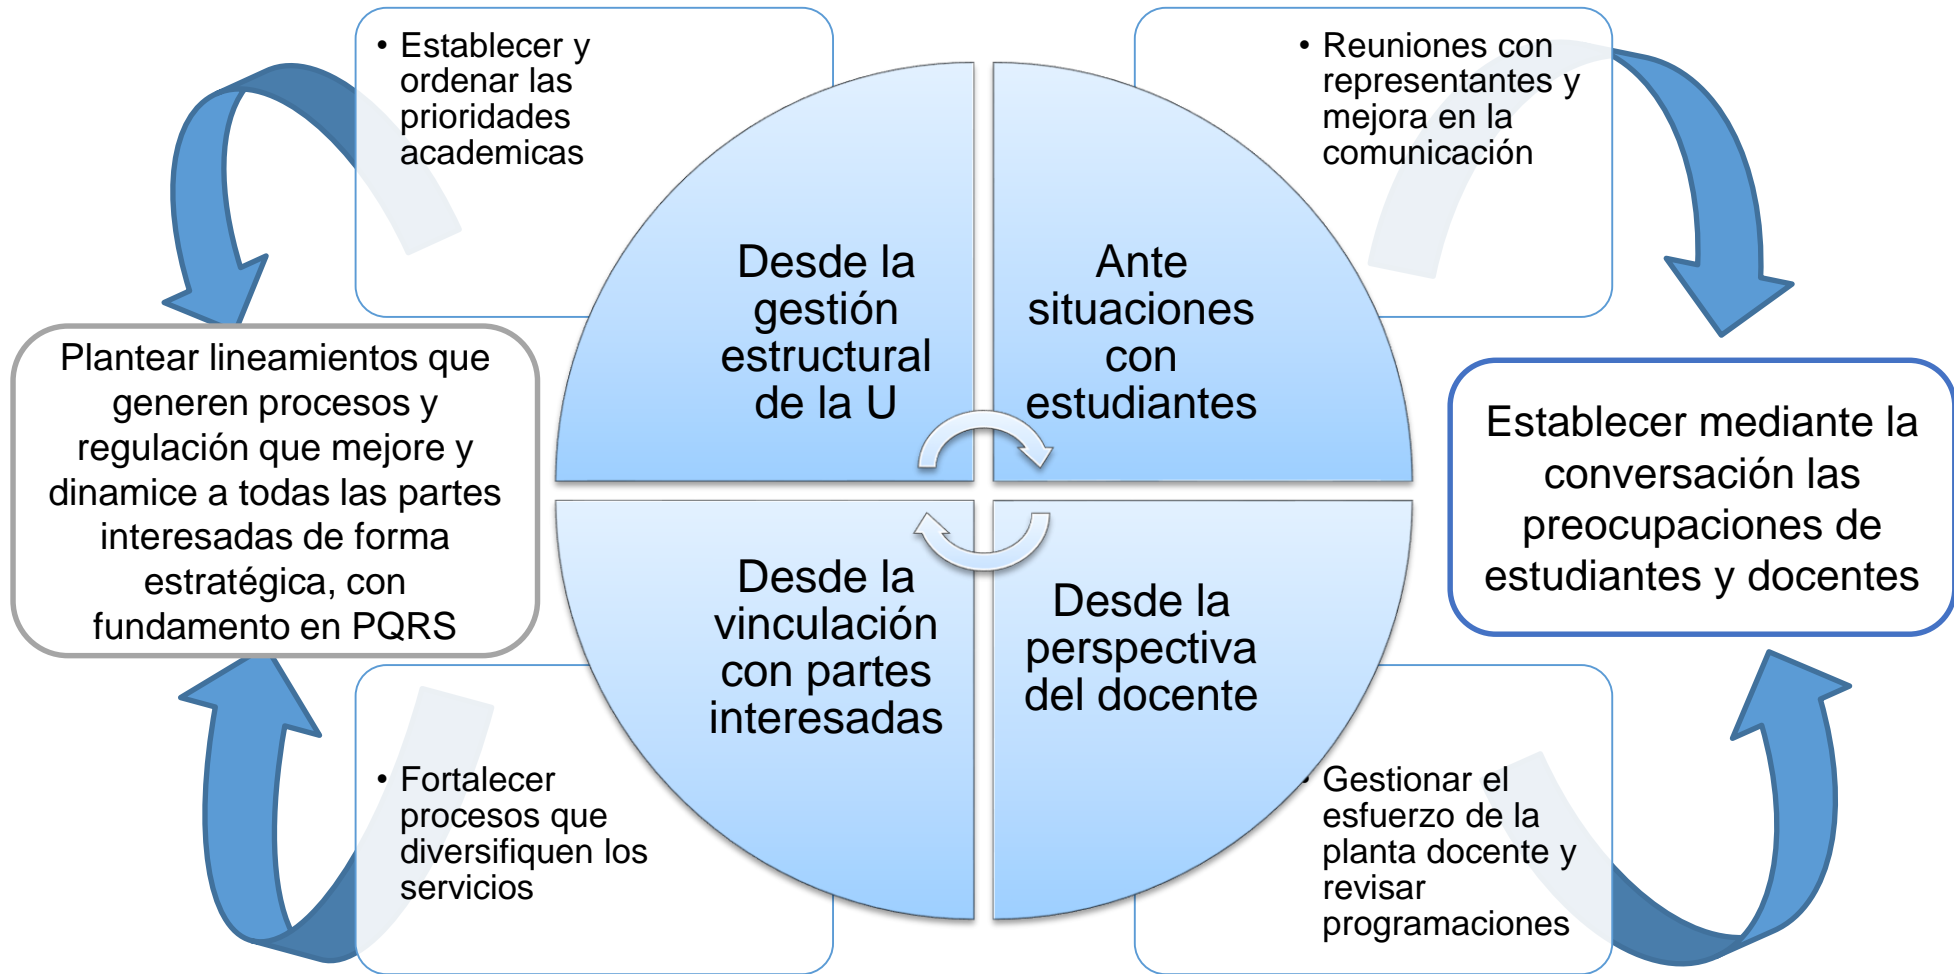 • Establecer y
ordenar las
prioridades
academicas
• Reuniones con
representantes y
mejora en la
comunicación
Desde la
gestión
estructural
de la U
Ante
situaciones
con
estudiantes
Plantear lineamientos que
generen procesos y
regulación que mejore y
dinamice a todas las partes
interesadas de forma
estratégica, con
fundamento en PQRS
Establecer mediante la
conversación las
preocupaciones de
estudiantes y docentes
Desde la
vinculación
con partes
interesadas
Desde la
perspectiva
del docente
• Fortalecer
procesos que
diversifiquen los
servicios
• Gestionar el
esfuerzo de la
planta docente y
revisar
programaciones